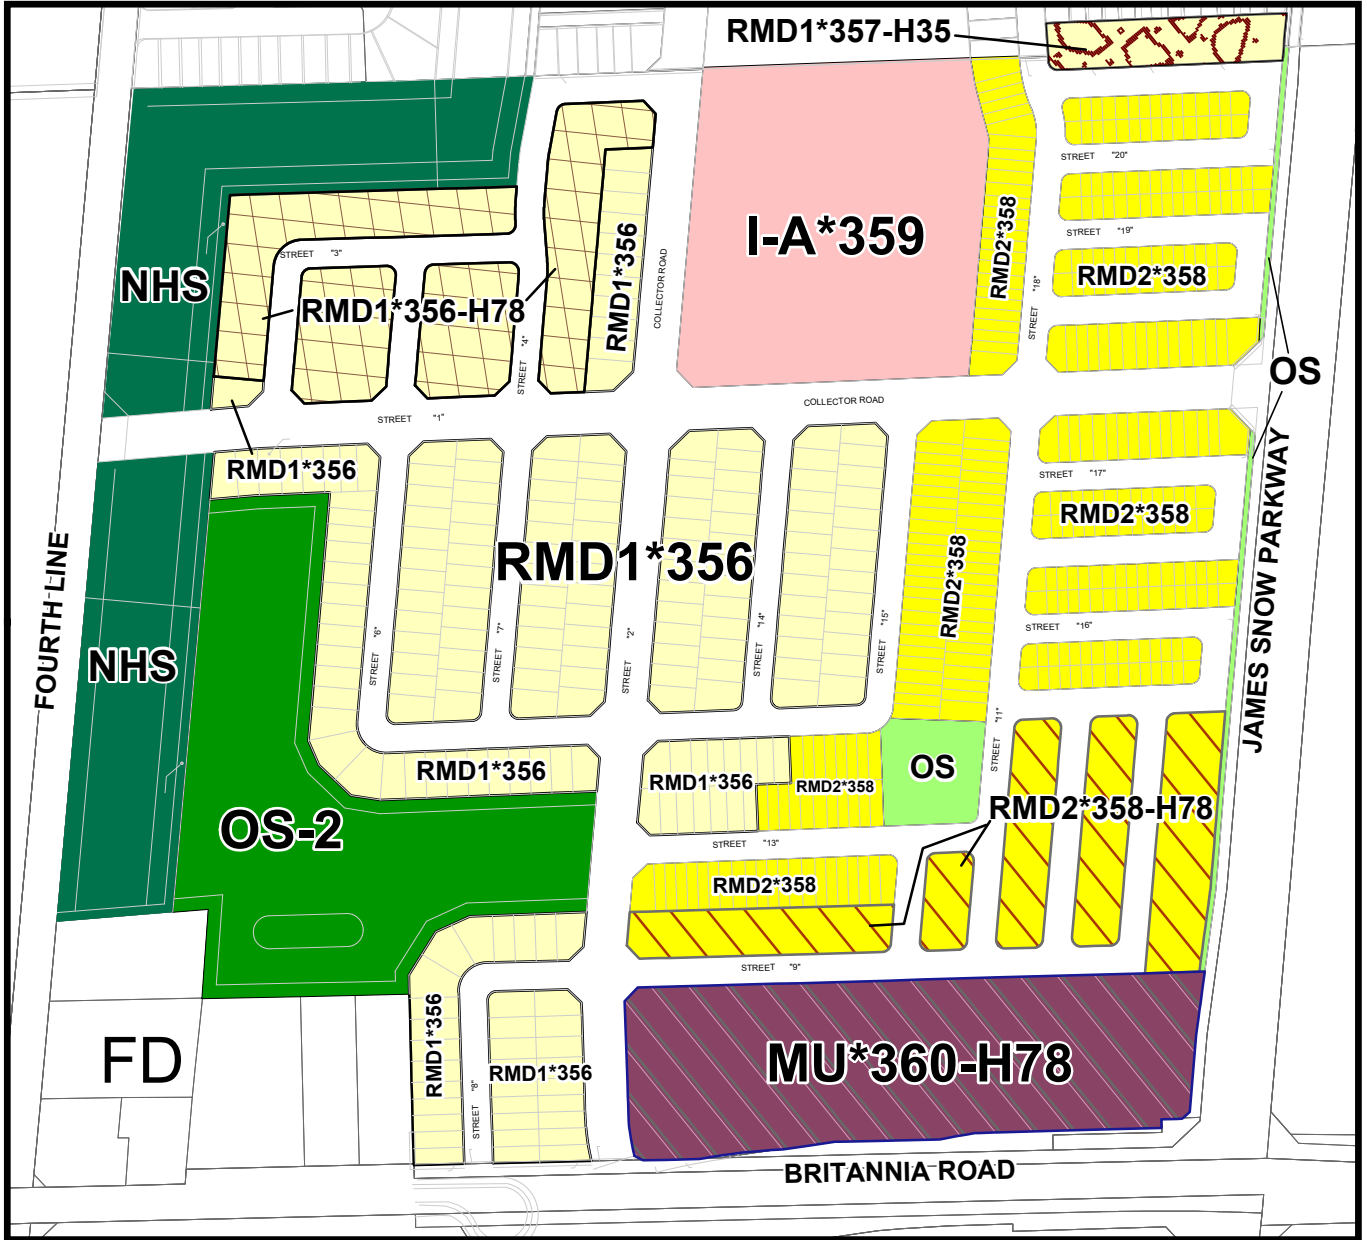 RMD1*357-H35
STREET "20"
I-A*359
RMD2*358
STREET "19"
RMD1*356
STREET "3"
NHS
COLLECTOR ROAD
RMD2*358
RMD1*356-H78
STREET "18"
STREET "4"
OS
COLLECTOR ROAD
STREET "1"
RMD1*356
STREET "17"
RMD2*358
FOURTH LINE
RMD1*356
RMD2*358
JAMES SNOW PARKWAY
STREET "6"
STREET "7"
STREET "2"
STREET "14"
STREET "15"
STREET "16"
NHS
STREET "11"
RMD1*356
RMD1*356
RMD2*358
OS
RMD2*358-H78
OS-2
STREET "13"
RMD2*358
STREET "9"
RMD1*356
FD
MU*360-H78
RMD1*356
STREET "8"
BRITANNIA ROAD